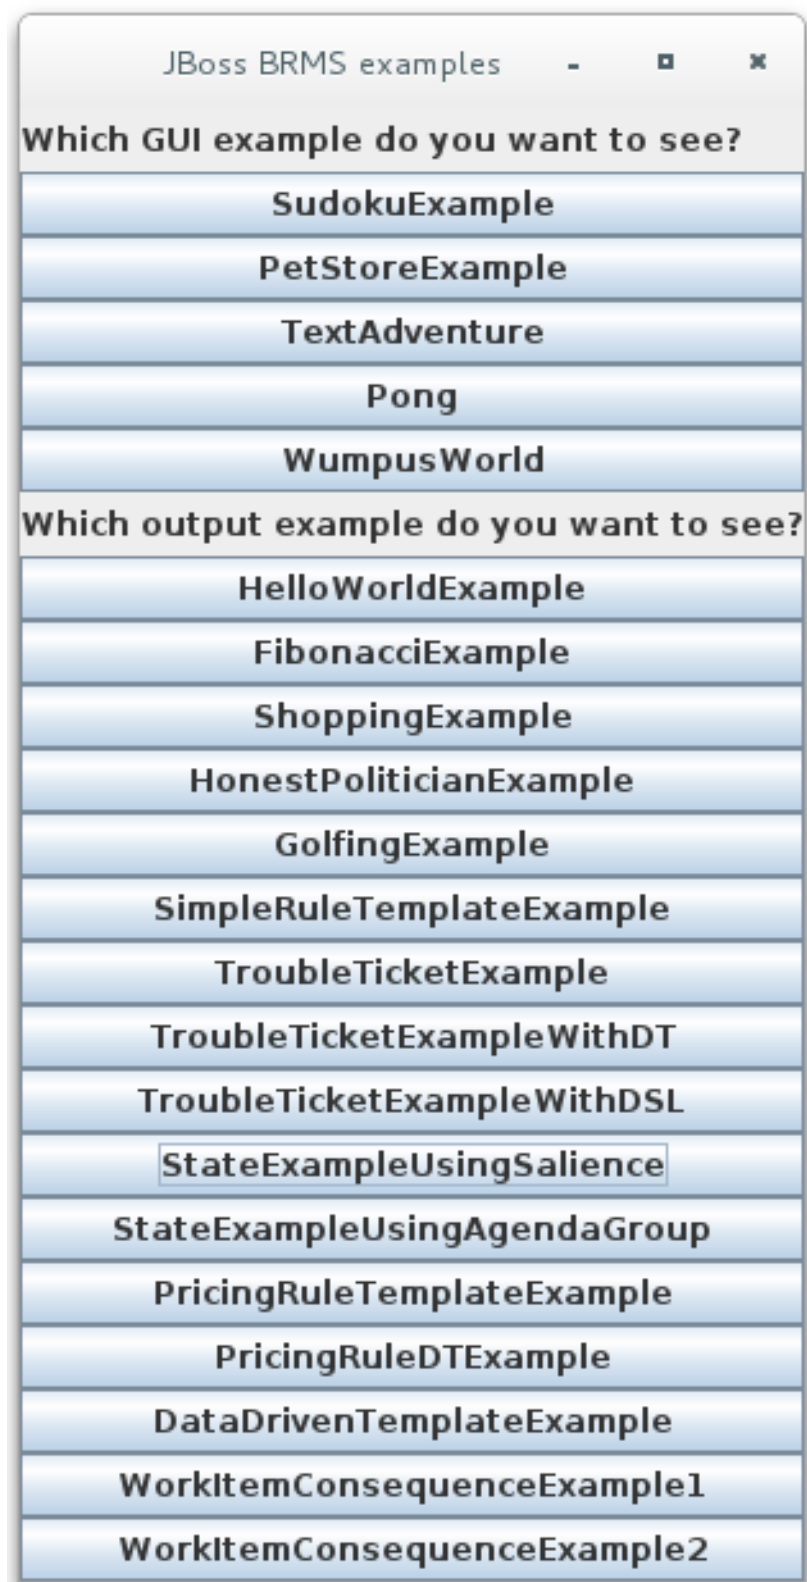 JBoss BRMS examples
Which GUI example do you want to see?
SudokuExample
PetStoreExample
TextAdventure
Pong
WumpusWorld
Which output example do you want to see?
HelloWorldExample
FibonacciExample
ShoppingExample
HonestPoliticianExample
GolfingExample
SimpleRuleTemplateExample
TroubleTicketExample
TroubleTicketExampleWithDT
TroubleTicketExampleWithDSL
StateExampleUsingSalience
StateExampleUsingAgendaGroup
PricingRuleTemplateExample
PricingRuleDTExample
DataDrivenTemplateExample
WorkItemConsequenceExample1
WorkItemConsequenceExample2